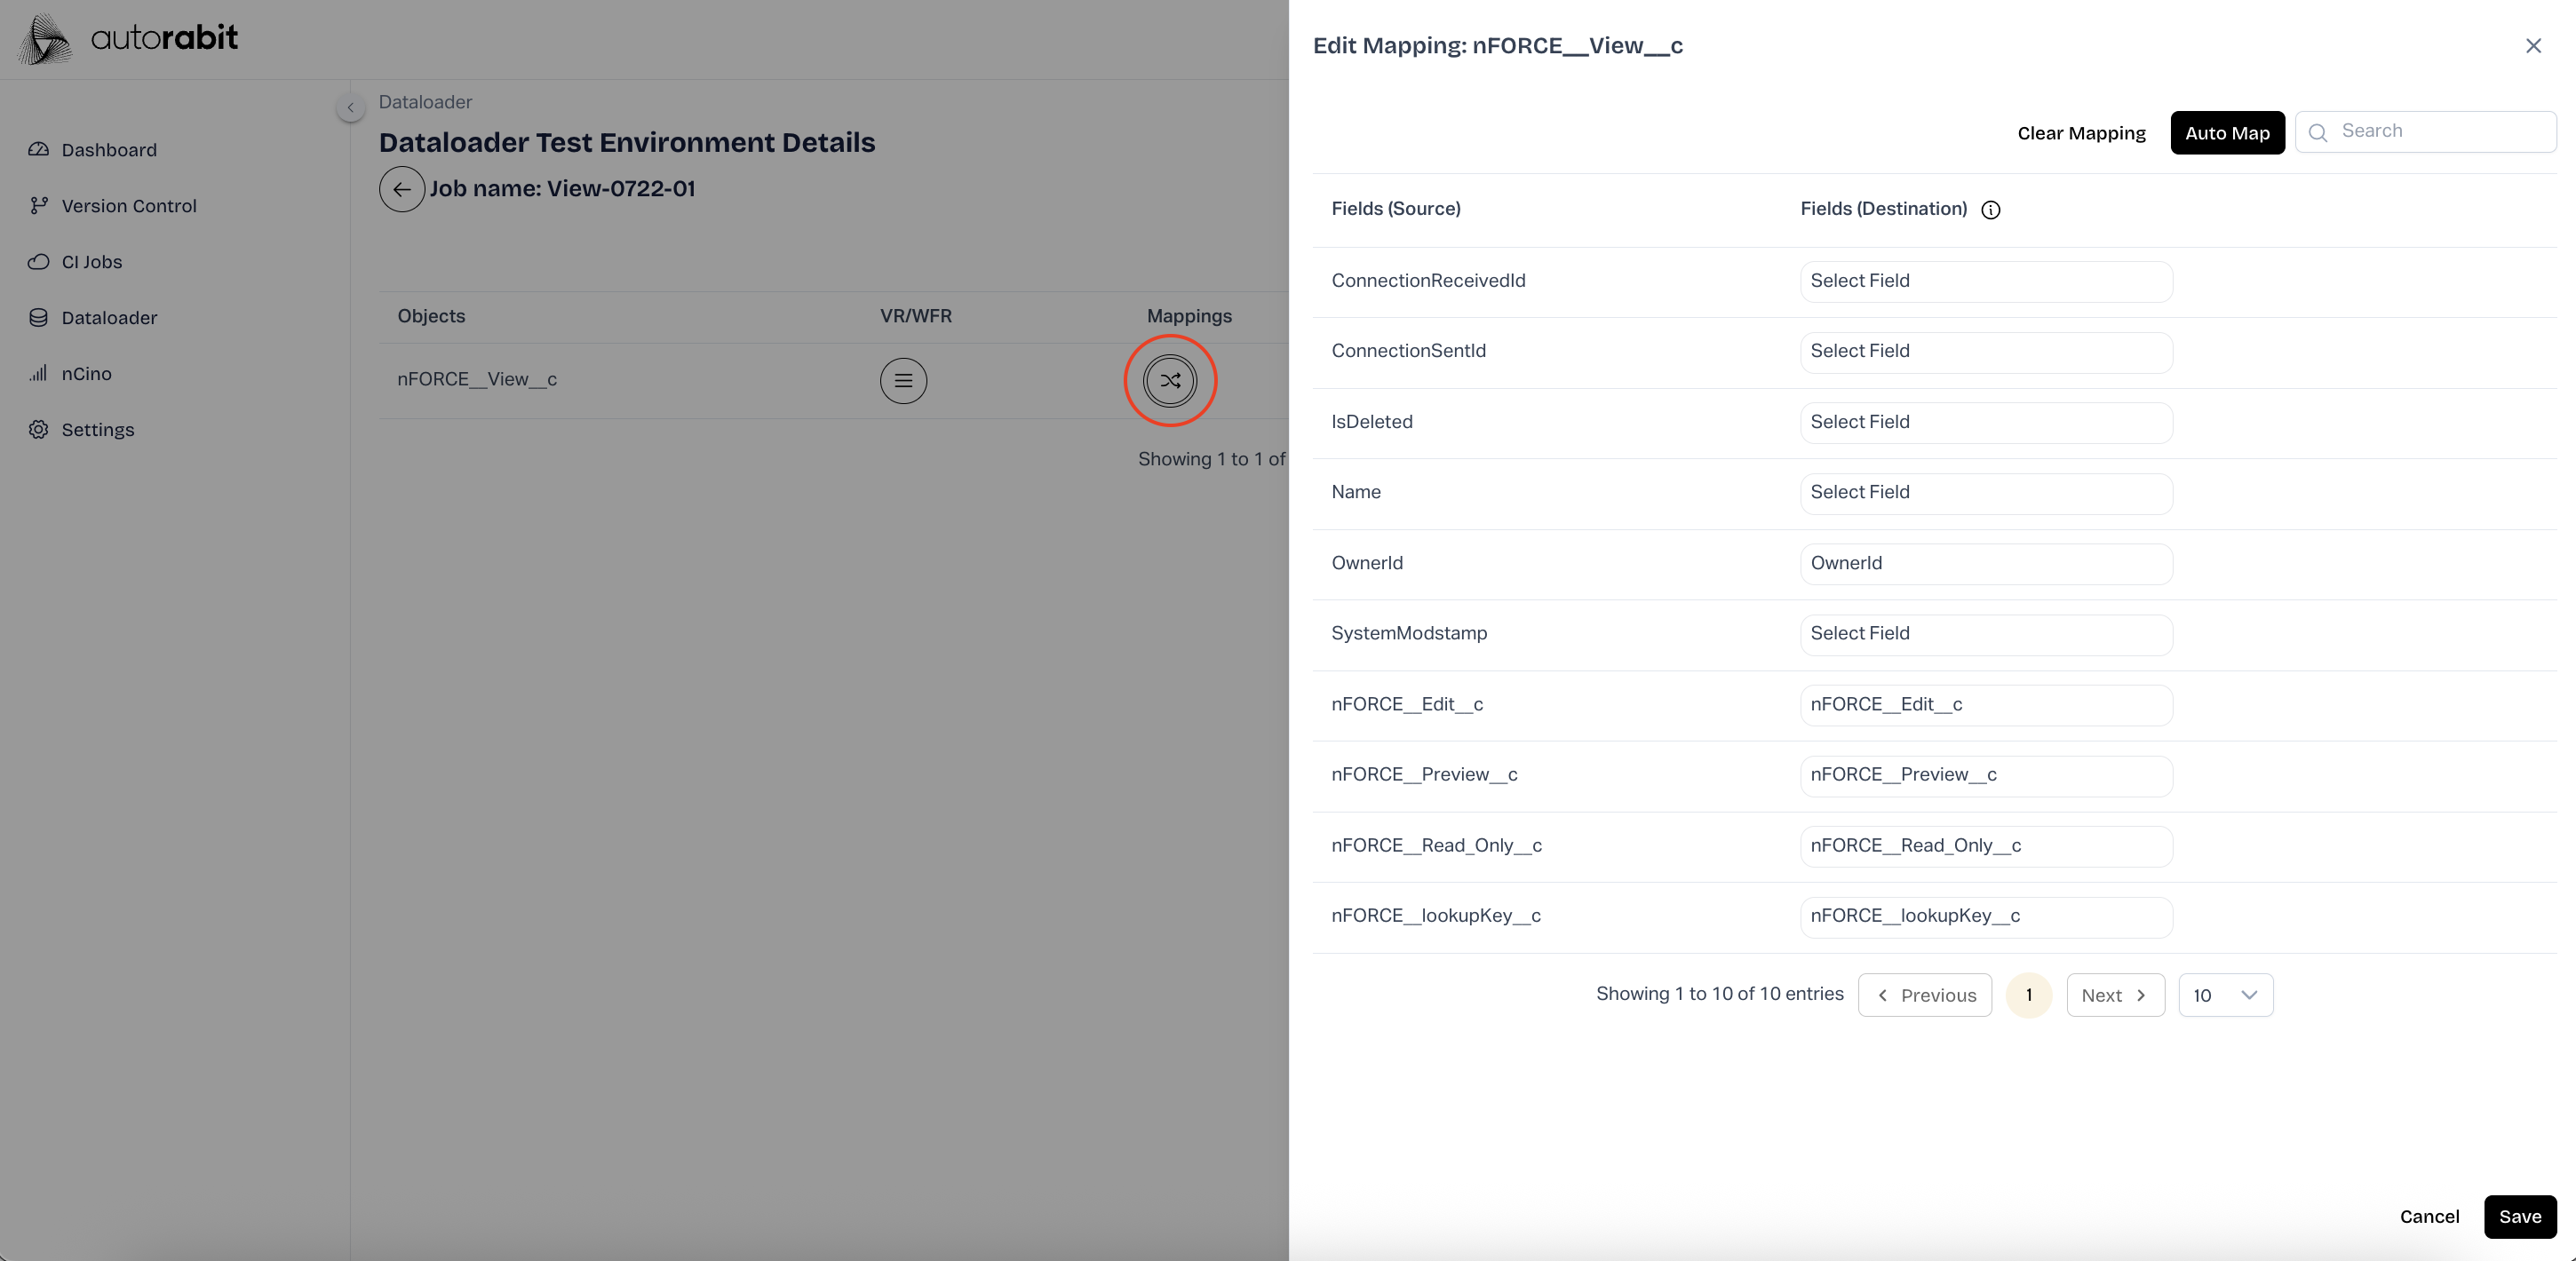 autorabit
Dashboard
Version Control
CI Jobs
Dataloader
nCino
Settings
Dataloader
Dataloader Test Environment Details
Job name: View-0722-01
Objects VR/WFR Mappings
nFORCE__View__c
Showing 1 to 1 of
Edit Mapping: nFORCE__View__c
Clear Mapping Auto Map Search
Fields (Source) Fields (Destination)
ConnectionReceivedId Select Field
ConnectionSentId Select Field
IsDeleted Select Field
Name Select Field
OwnerId OwnerId
SystemModstamp Select Field
nFORCE__Edit__c nFORCE__Edit__c
nFORCE__Preview__c nFORCE__Preview__c
nFORCE__Read_Only__c nFORCE__Read_Only__c
nFORCE__lookupKey__c nFORCE__lookupKey__c
Showing 1 to 10 of 10 entries Previous 1 Next 10
Cancel Save